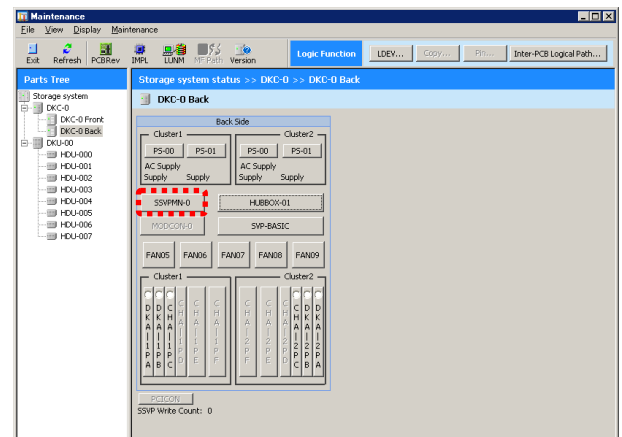 Maintenance
File View Display Maintenance
Exit Refresh PCBRev IMPL LUNM MF Path Version Logic Function LDEV... Copy... Pin... Inter-PCB Logical Path...
Parts Tree
Storage system status >> DKC-0 >> DKC-0 Back
Storage system
DKC-0
DKC-0 Front
DKC-0 Back
DKU-00
HDU-000
HDU-001
HDU-002
HDU-003
HDU-004
HDU-005
HDU-006
HDU-007
DKC-0 Back
Back Side
Cluster1 Cluster2
PS-00 PS-01 PS-00 PS-01
AC Supply AC Supply
Supply Supply Supply Supply
SSVPMN-0 HUBBOX-01
MODCON-0 SVP-BASIC
FAN05 FAN06 FAN07 FAN08 FAN09
Cluster1 Cluster2
DKA-1PA DKA-1PB CHA-1PC CHA-1PD CHA-1PE CHA-1PF CHA-2PF CHA-2PE CHA-2PD CHA-2PC DKA-2PB DKA-2PA
PCICON
SSVP Write Count: 0